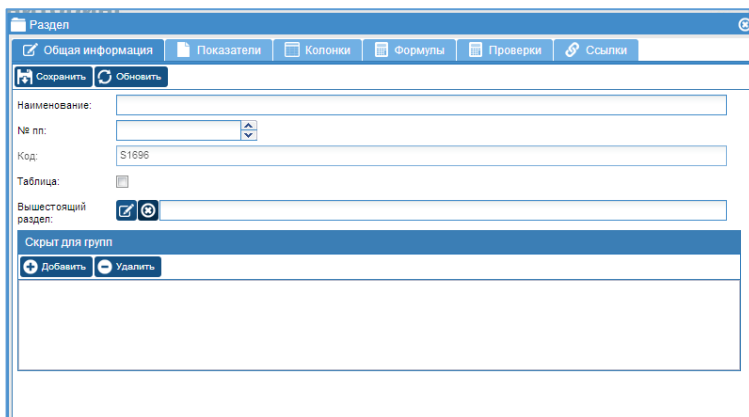 Раздел
Общая информация Показатели Колонки Формулы Проверки Ссылки
Сохранить Обновить
Наименование:
№ пп:
Код: S1696
Таблица:
Вышестоящий
раздел:
Скрыт для групп
Добавить Удалить